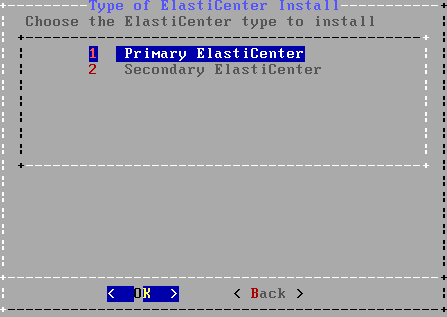 Type of ElastiCenter Install
Choose the ElastiCenter type to install
1 Primary ElastiCenter
2 Secondary ElastiCenter
< OK > < Back >